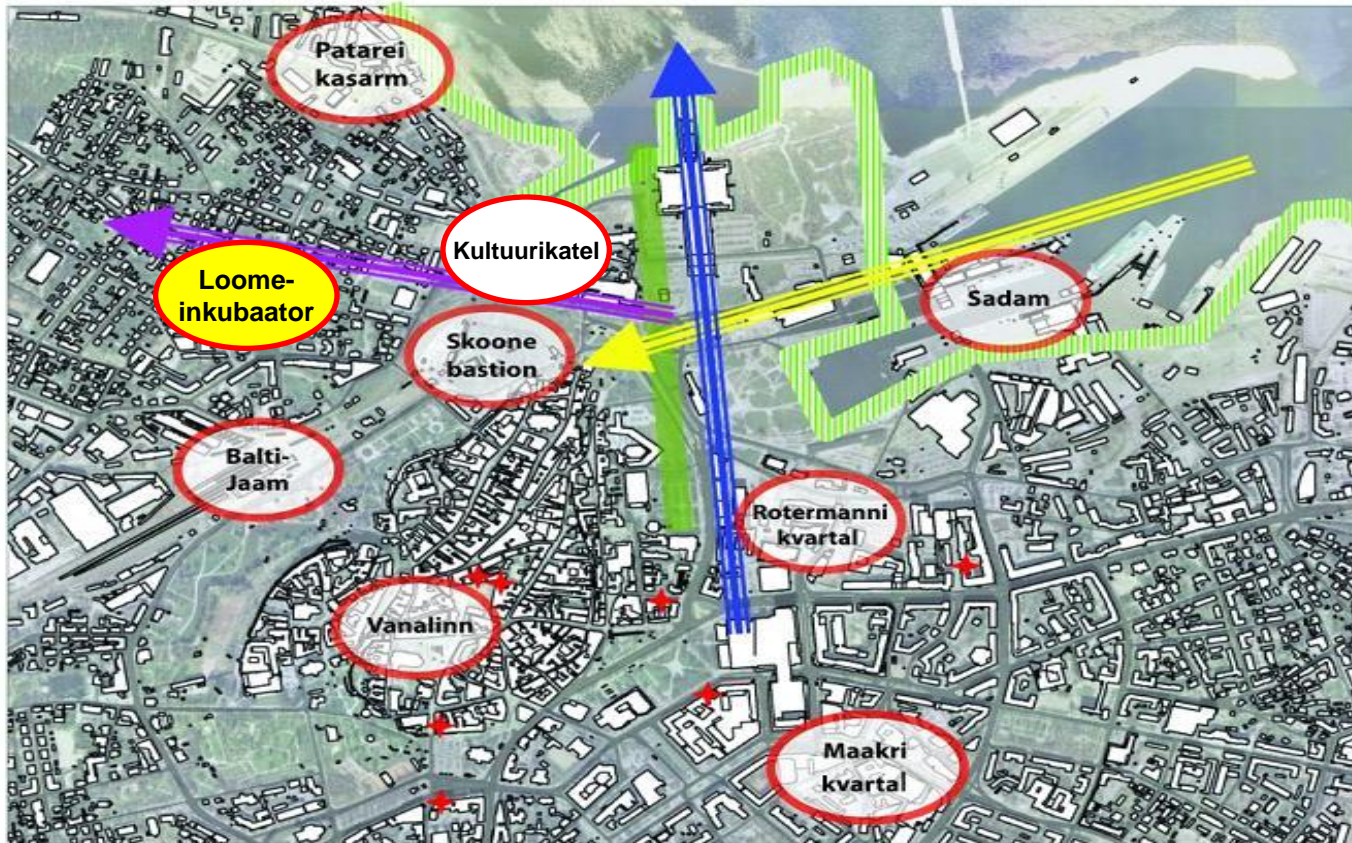 Patarei
kasarm
Kultuurikatel
Loome-
inkubaator
Sadam
Skoone
bastion
Balti-
Jaam
Rotermanni
kvartal
Vanalinn
Maakri
kvartal